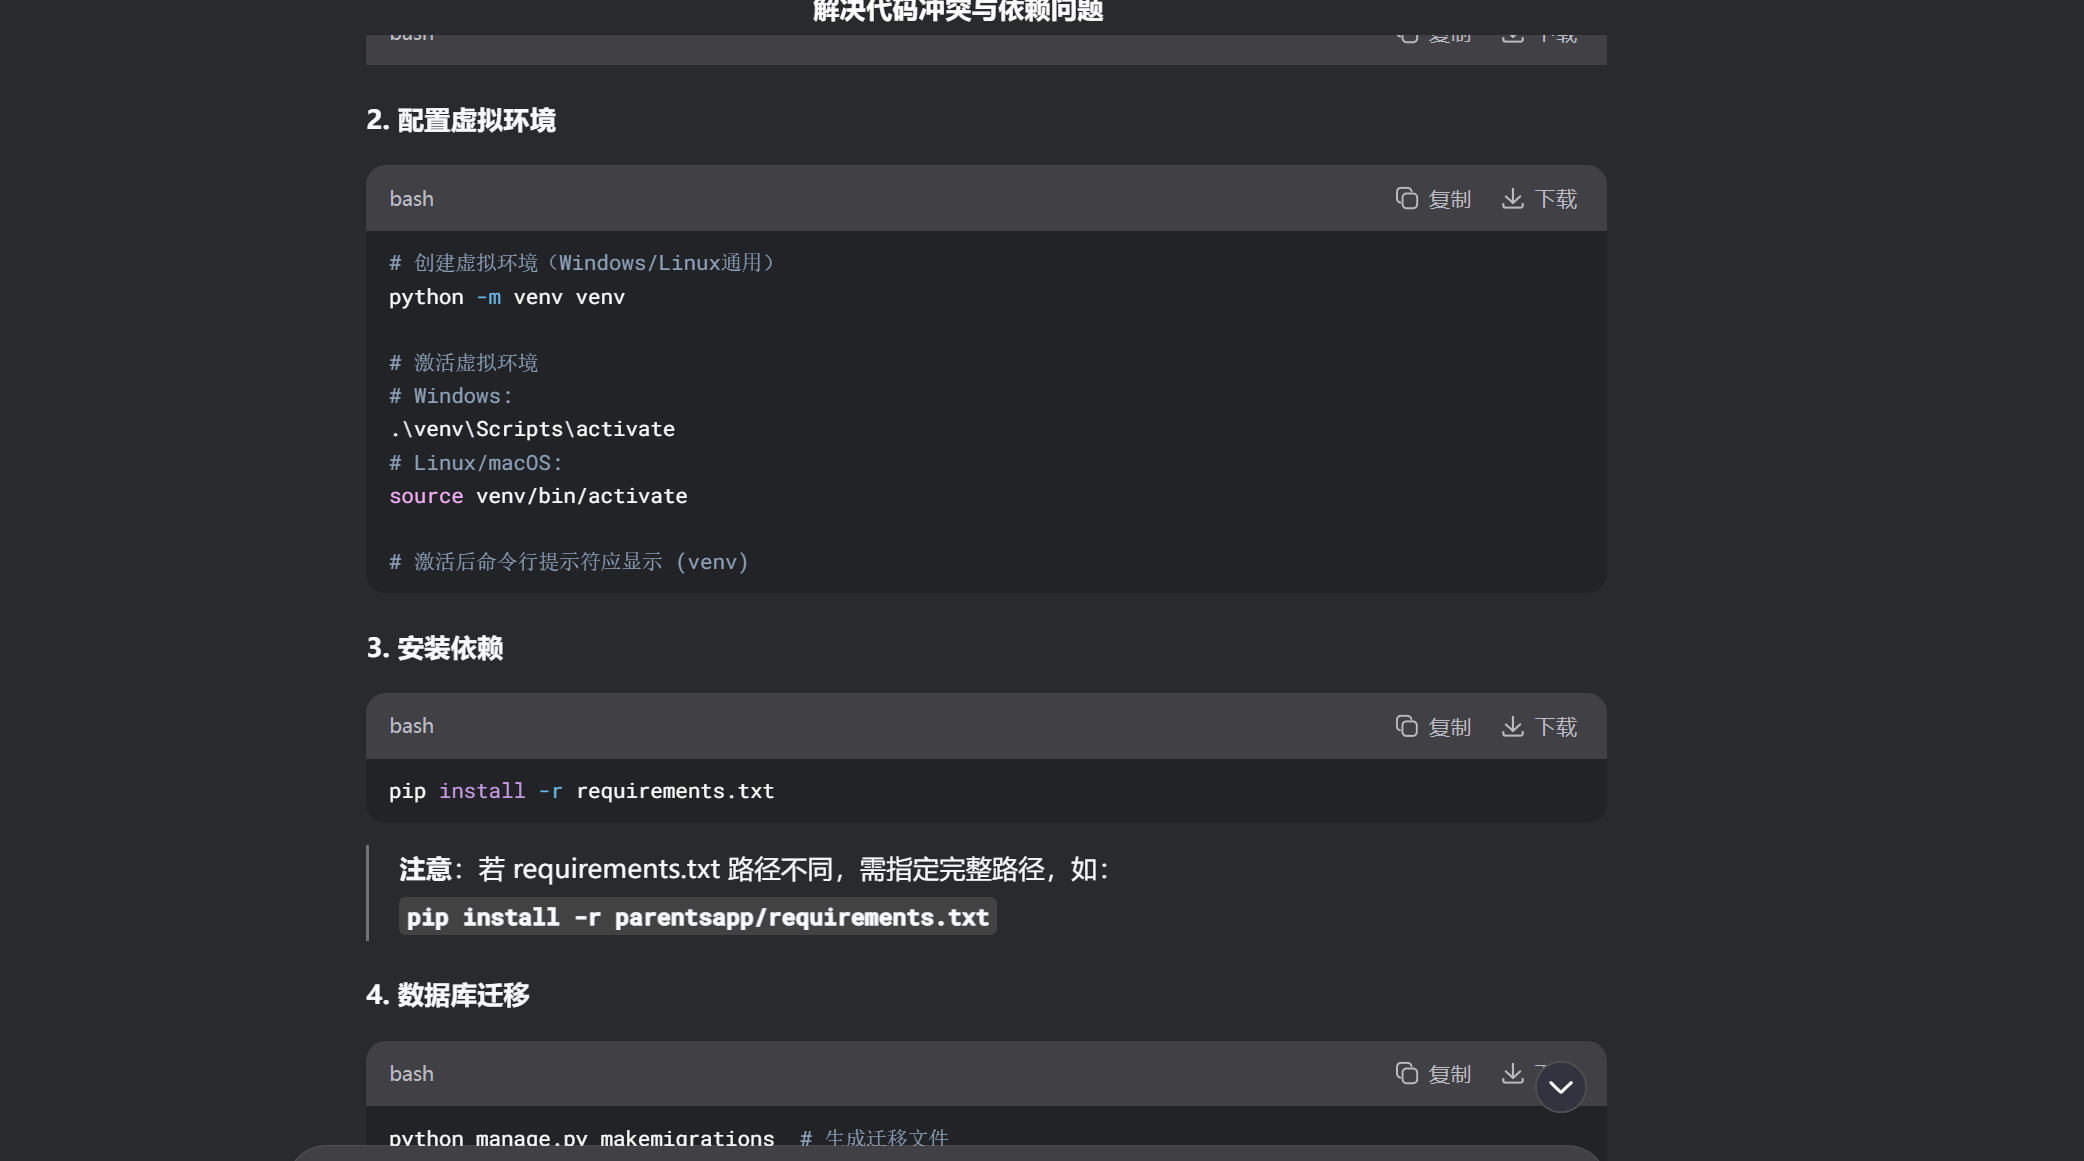 解决代码冲突与依赖问题
bash 复制 下载
2. 配置虚拟环境
bash 复制 下载
# 创建虚拟环境（Windows/Linux通用）
python -m venv venv
# 激活虚拟环境
# Windows:
.\venv\Scripts\activate
# Linux/macOS:
source venv/bin/activate
# 激活后命令行提示符应显示 (venv)
3. 安装依赖
bash 复制 下载
pip install -r requirements.txt
注意：若 requirements.txt 路径不同，需指定完整路径，如：
pip install -r parentsapp/requirements.txt
4. 数据库迁移
bash 复制
python manage.py makemigrations # 生成迁移文件